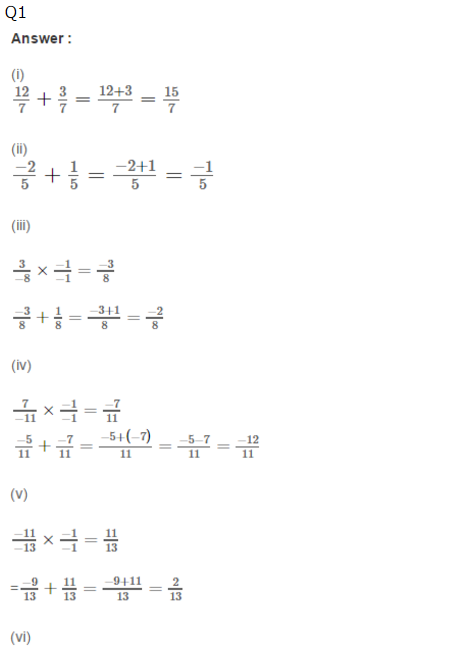 Q1
Answer :
(i)
12/7 + 3/7 = 12+3/7 = 15/7
(ii)
−2/5 + 1/5 = −2+1/5 = −1/5
(iii)
3/−8 × −1/−1 = −3/8
−3/8 + 1/8 = −3+1/8 = −2/8
(iv)
7/−11 × −1/−1 = −7/11
−5/11 + −7/11 = −5+(−7)/11 = −5−7/11 = −12/11
(v)
−11/−13 × −1/−1 = 11/13
=−9/13 + 11/13 = −9+11/13 = 2/13
(vi)